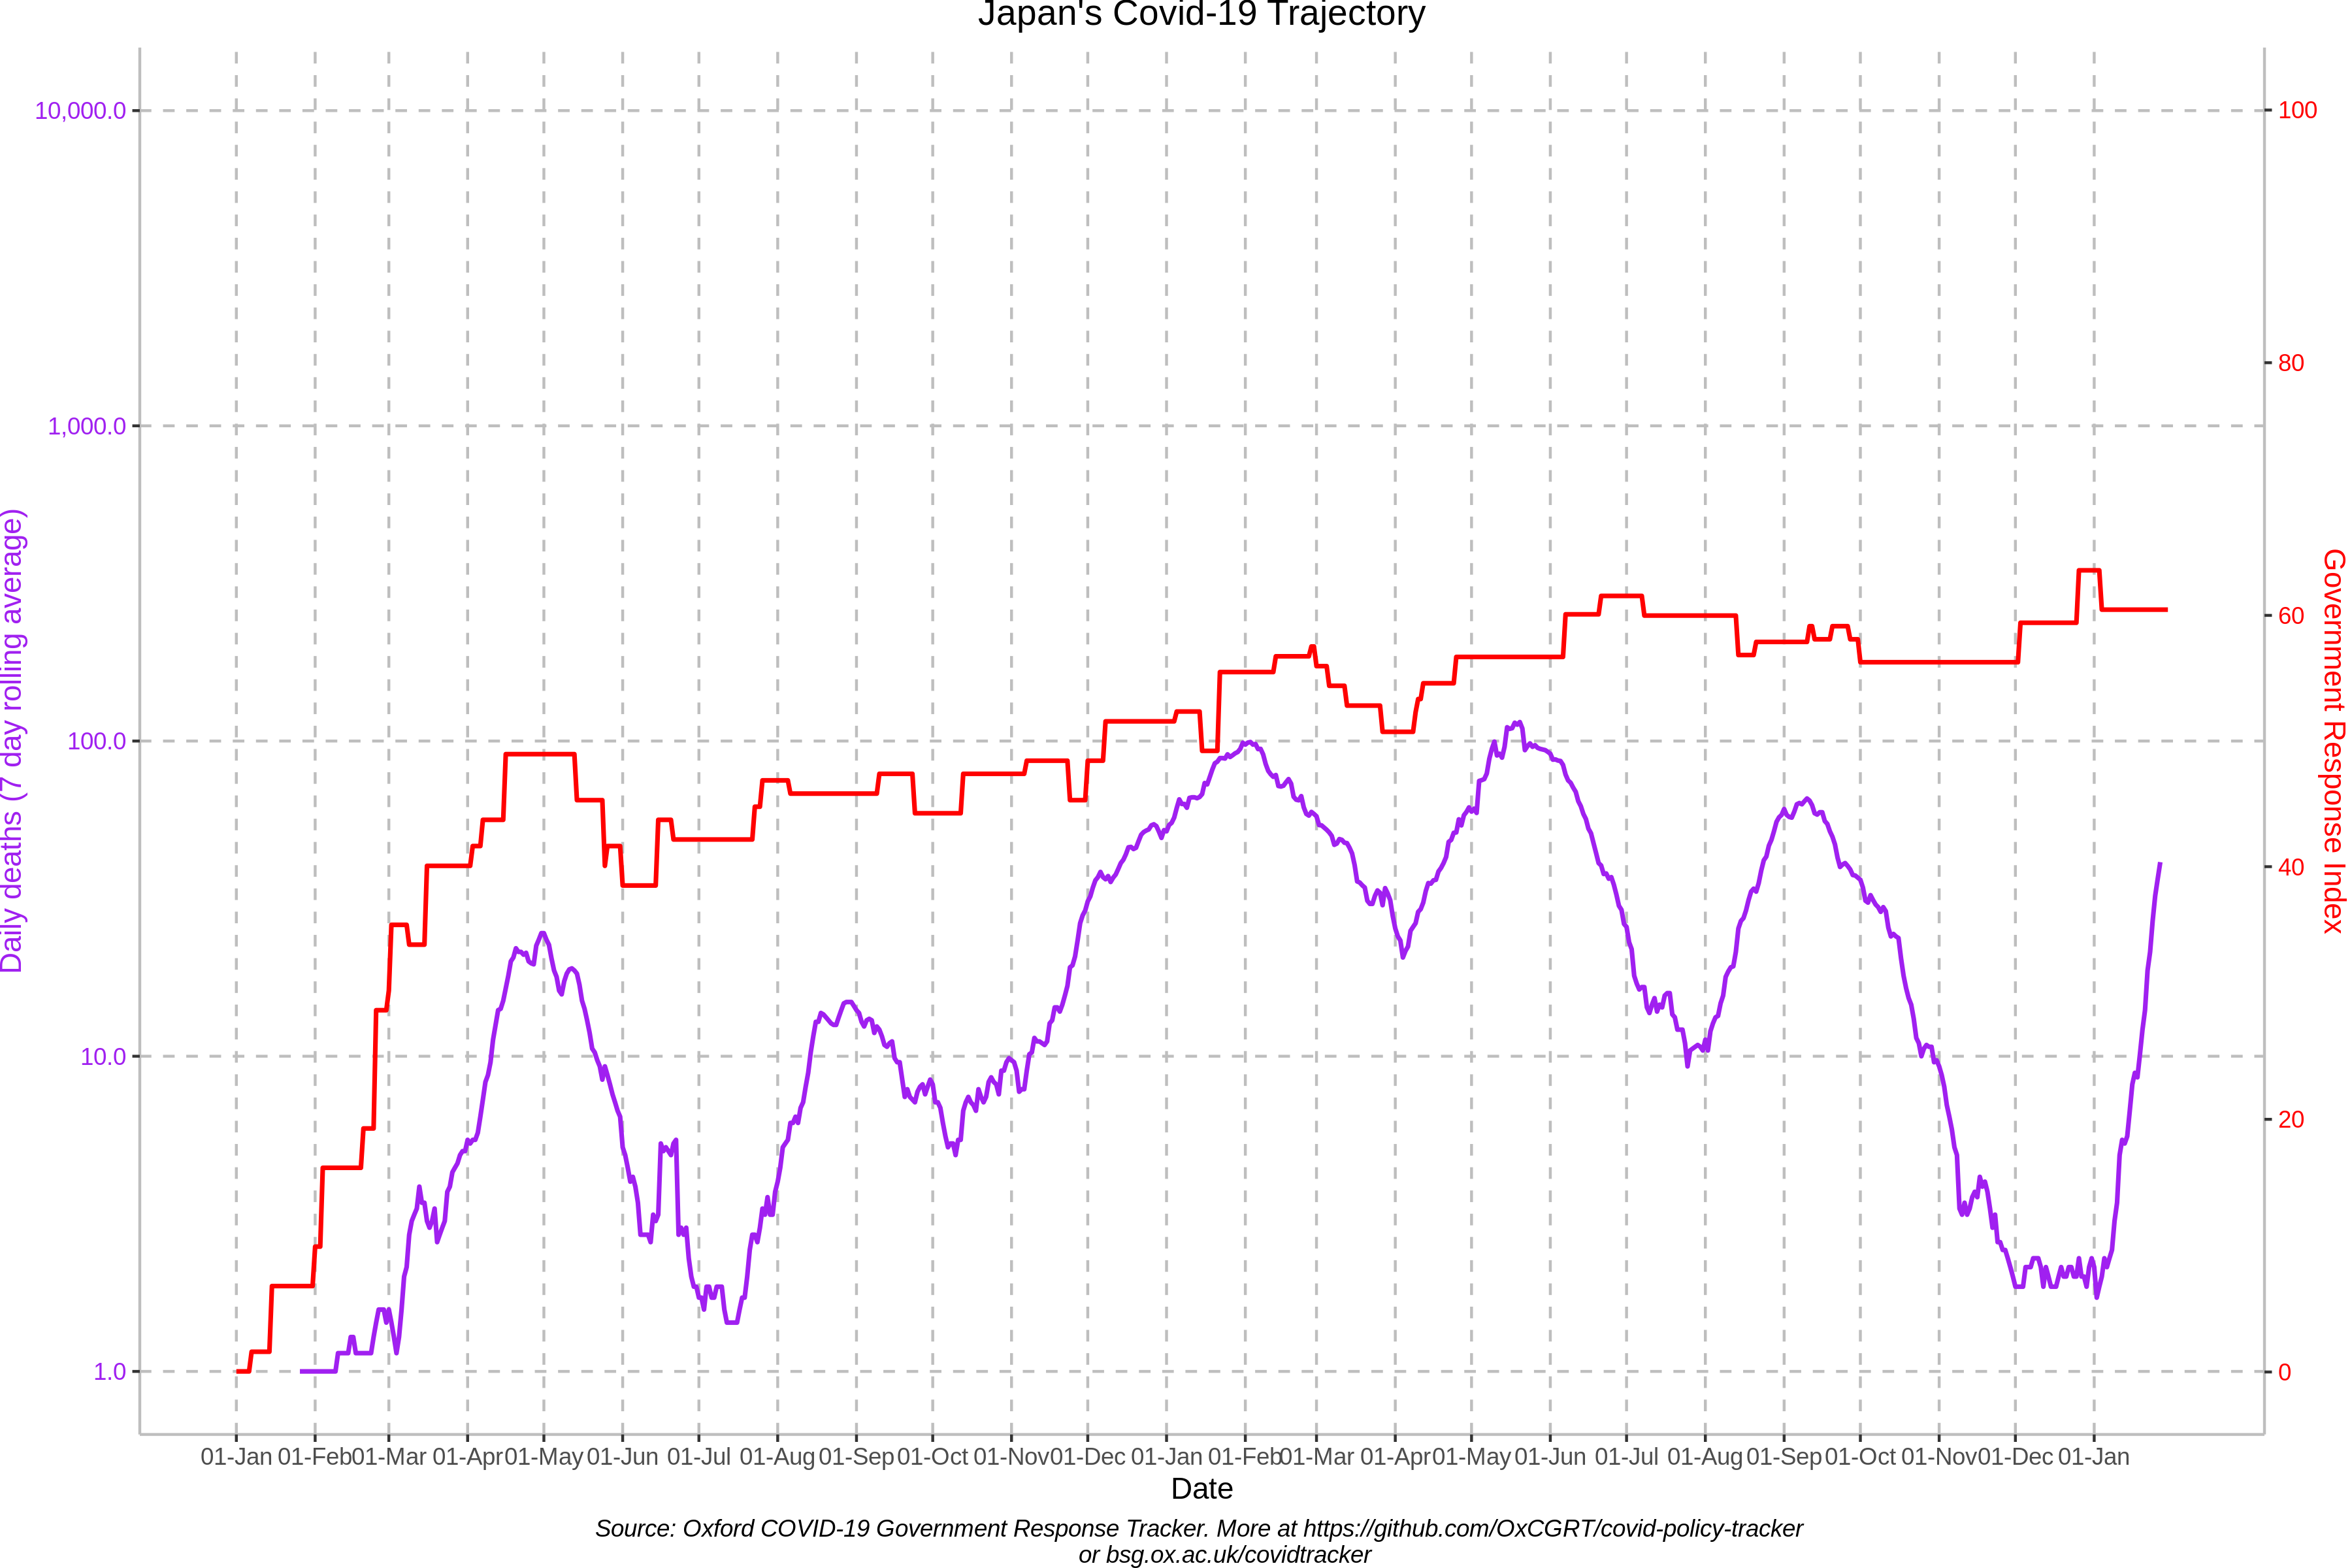 Japan's Covid-19 Trajectory
10,000.0
1,000.0
100.0
10.0
1.0
Daily deaths (7 day rolling average)
100
80
60
40
20
0
Government Response Index
01-Jan 01-Feb 01-Mar 01-Apr 01-May 01-Jun 01-Jul 01-Aug 01-Sep 01-Oct 01-Nov 01-Dec 01-Jan 01-Feb 01-Mar 01-Apr 01-May 01-Jun 01-Jul 01-Aug 01-Sep 01-Oct 01-Nov 01-Dec 01-Jan
Date
Source: Oxford COVID-19 Government Response Tracker. More at https://github.com/OxCGRT/covid-policy-tracker
or bsg.ox.ac.uk/covidtracker